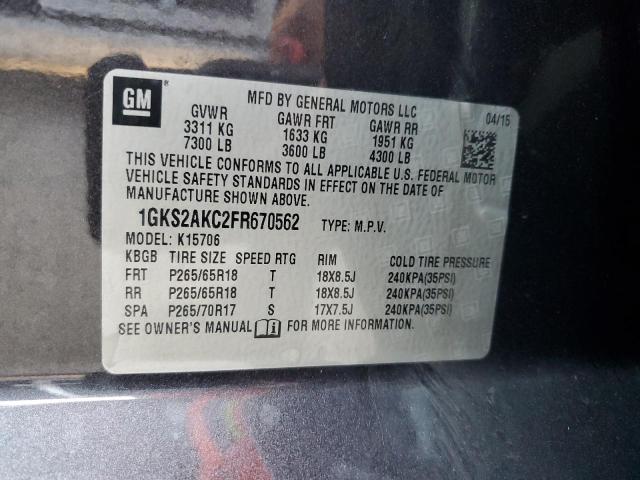 GM
MFD BY GENERAL MOTORS LLC
04/15
GVWR GAWR FRT GAWR RR
3311 KG 1633 KG 1951 KG
7300 LB 3600 LB 4300 LB
THIS VEHICLE CONFORMS TO ALL APPLICABLE U.S. FEDERAL MOTOR
VEHICLE SAFETY STANDARDS IN EFFECT ON THE DATE OF
MANUFACTURE SHOWN ABOVE.
1GKS2AKC2FR670562 TYPE: M.P.V.
MODEL: K15706
KBGB TIRE SIZE SPEED RTG RIM COLD TIRE PRESSURE
FRT P265/65R18 T 18X8.5J 240KPA(35PSI)
RR P265/65R18 T 18X8.5J 240KPA(35PSI)
SPA P265/70R17 S 17X7.5J 240KPA(35PSI)
SEE OWNER'S MANUAL FOR MORE INFORMATION.